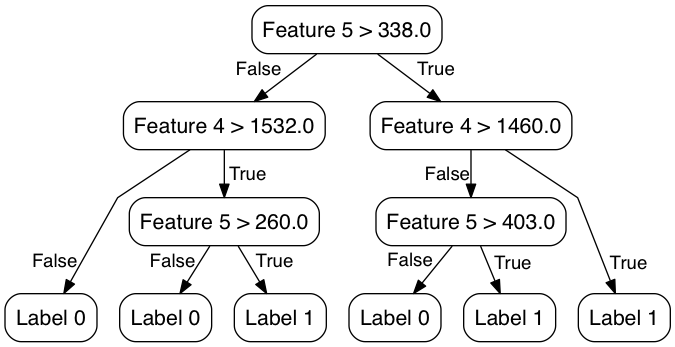 Feature 5 > 338.0
False
True
Feature 4 > 1532.0
Feature 4 > 1460.0
True
False
Feature 5 > 260.0
Feature 5 > 403.0
False
False
True
False
True
True
Label 0
Label 0
Label 1
Label 0
Label 1
Label 1